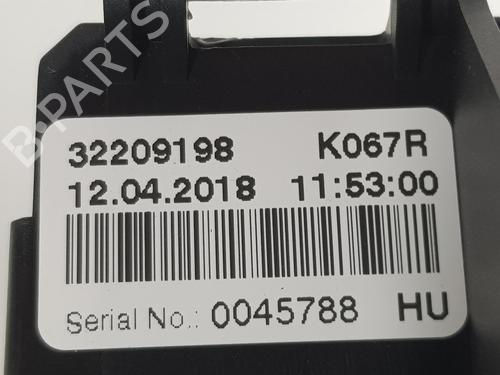 B-PARTS
32209198 K067R
12.04.2018 11:53:00
Serial No.: 0045788 HU